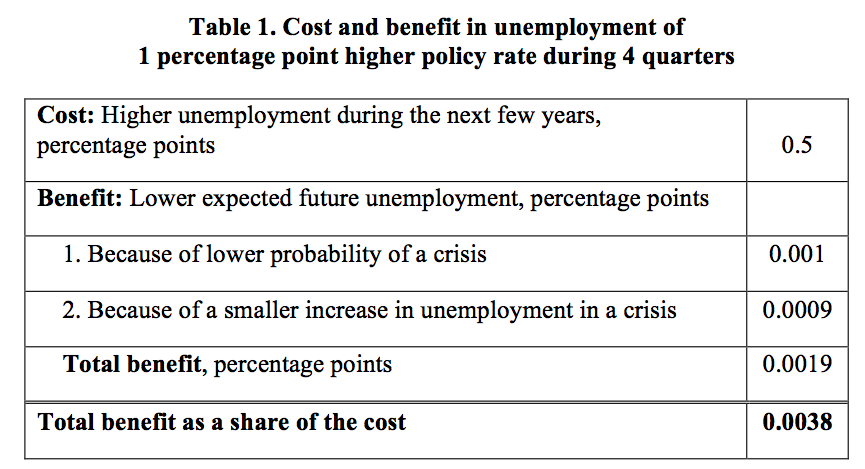 Table 1. Cost and benefit in unemployment of
1 percentage point higher policy rate during 4 quarters
Cost: Higher unemployment during the next few years,
percentage points 0.5
Benefit: Lower expected future unemployment, percentage points
1. Because of lower probability of a crisis 0.001
2. Because of a smaller increase in unemployment in a crisis 0.0009
Total benefit, percentage points 0.0019
Total benefit as a share of the cost 0.0038